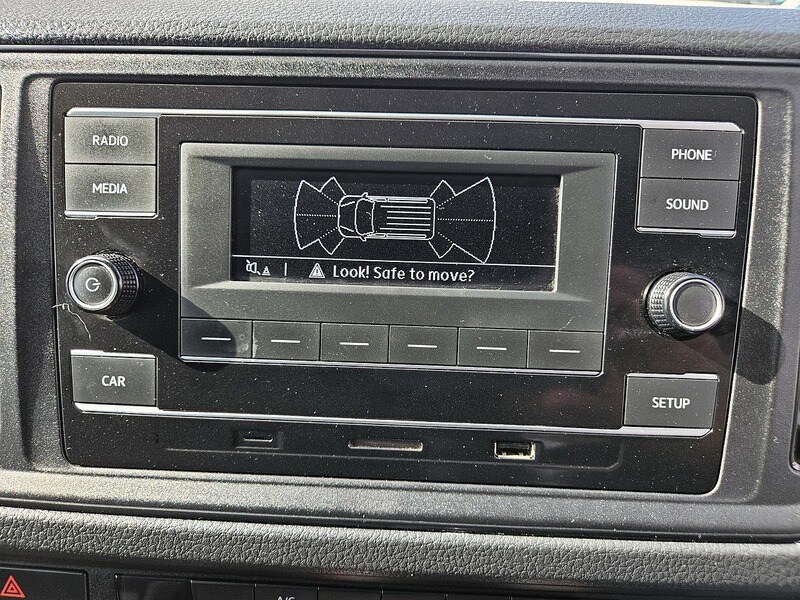 RADIO
MEDIA
PHONE
SOUND
Look! Safe to move?
CAR
SETUP
A/C